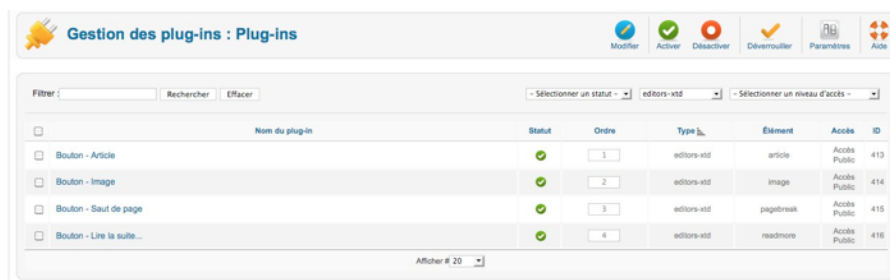 Gestion des plug-ins : Plug-ins
Modifier Activer Désactiver Déverrouiller Paramètres Aide
Filtrer : Rechercher Effacer - Sélectionner un statut - editors-xtd - Sélectionner un niveau d'accès -
Nom du plug-in Statut Ordre Type Élément Accès ID
Bouton - Article 1 editors-xtd article Accès Public 413
Bouton - Image 2 editors-xtd image Accès Public 414
Bouton - Saut de page 3 editors-xtd pagebreak Accès Public 415
Bouton - Lire la suite... 4 editors-xtd readmore Accès Public 416
Afficher # 20